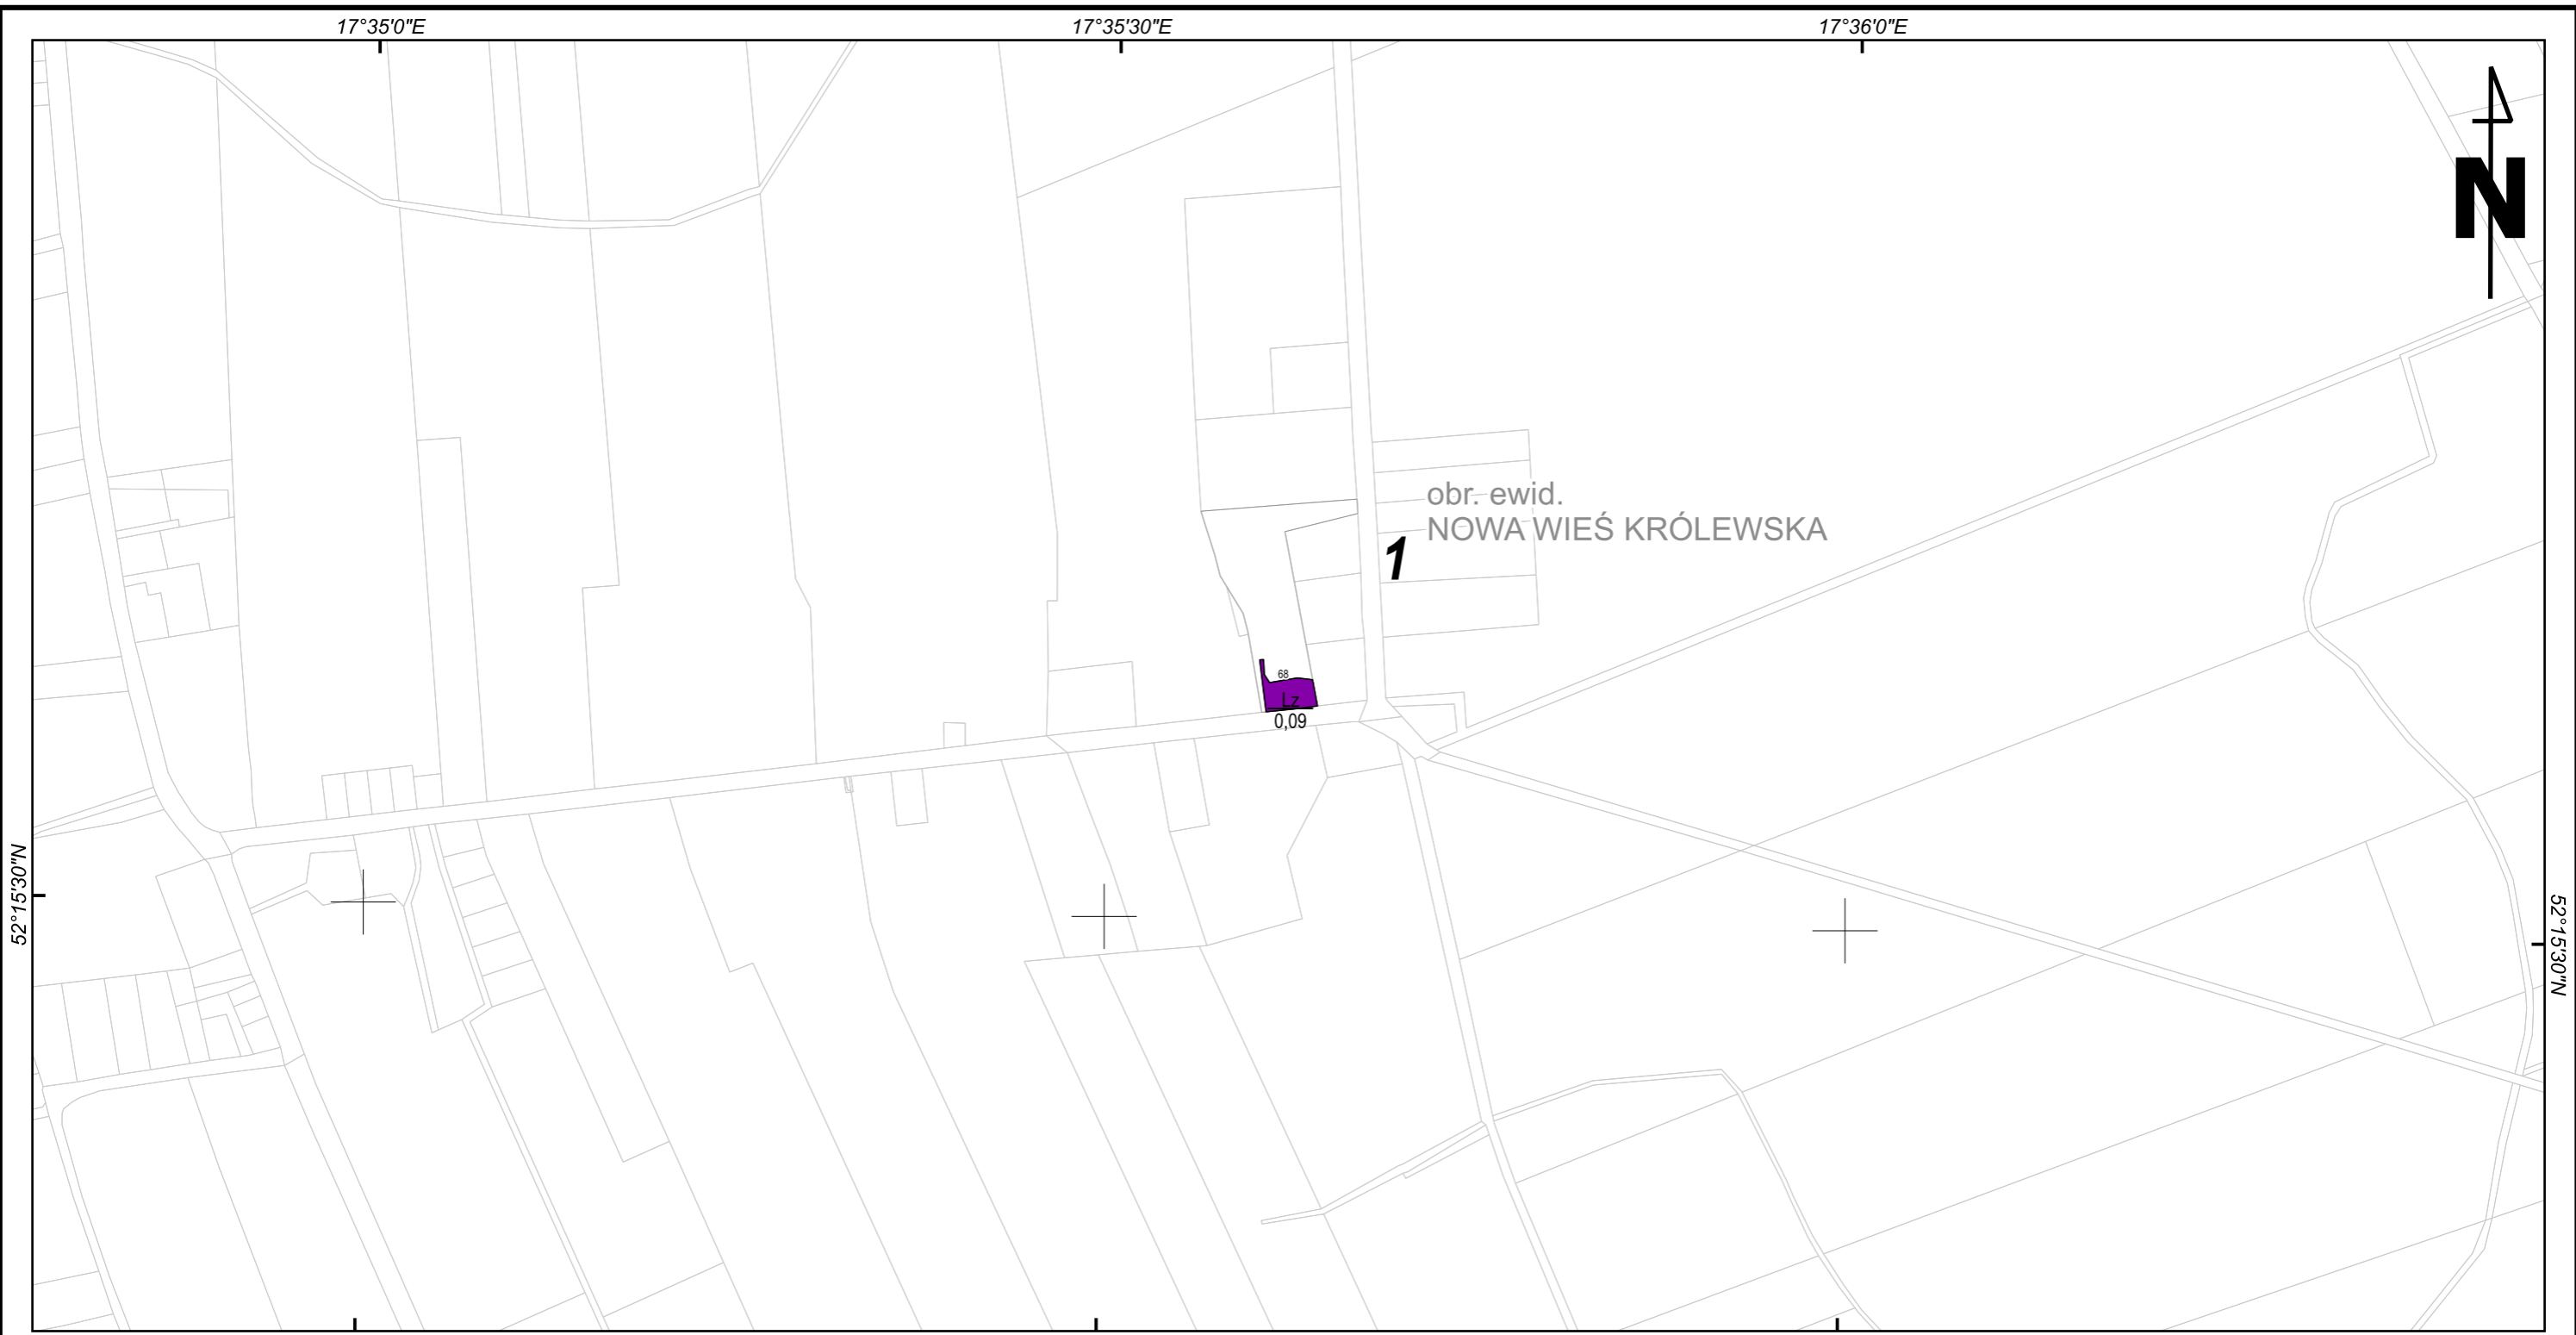 17°35'0"E
17°35'30"E
17°36'0"E
N
obr. ewid.
NOWA WIEŚ KRÓLEWSKA
1
68
Lz
0,09
52°15'30"N
52°15'30"N